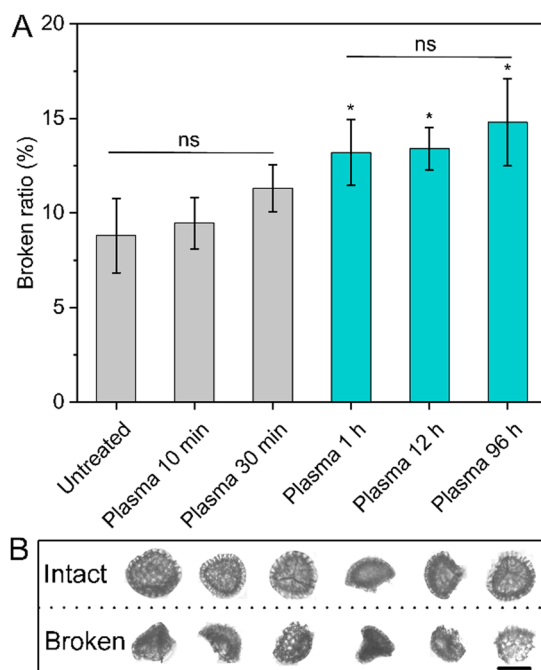 A
20
15
10
5
0
Broken ratio (%)
ns
ns
*
*
*
Untreated
Plasma 10 min
Plasma 30 min
Plasma 1 h
Plasma 12 h
Plasma 96 h
B
Intact
Broken